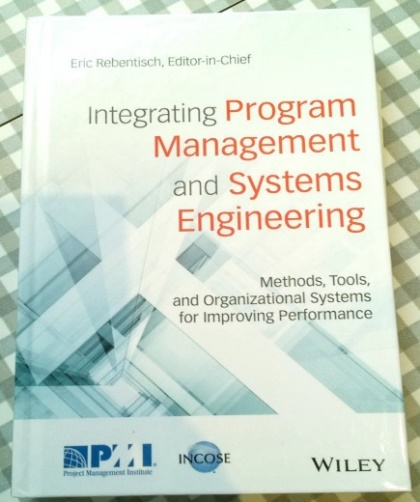 Eric Rebentisch, Editor-in-Chief
Integrating Program
Management
and Systems
Engineering
Methods, Tools,
and Organizational Systems
for Improving Performance
PMI
Project Management Institute
INCOSE
WILEY